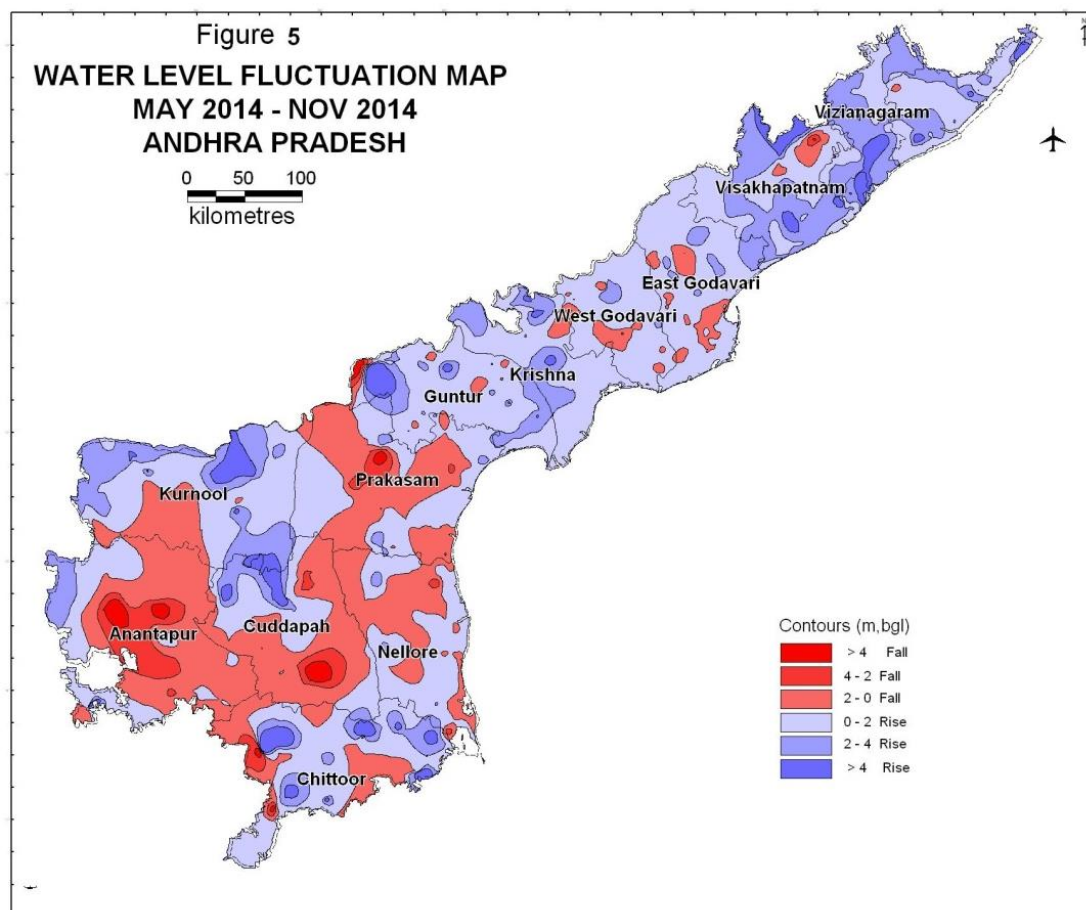 Figure 5
WATER LEVEL FLUCTUATION MAP
MAY 2014 - NOV 2014
ANDHRA PRADESH
0 50 100
kilometres
Vizianagaram
Visakhapatnam
East Godavari
West Godavari
Krishna
Guntur
Prakasam
Kurnool
Anantapur
Cuddapah
Nellore
Chittoor
Contours (m,bgl)
> 4 Fall
4 - 2 Fall
2 - 0 Fall
0 - 2 Rise
2 - 4 Rise
> 4 Rise